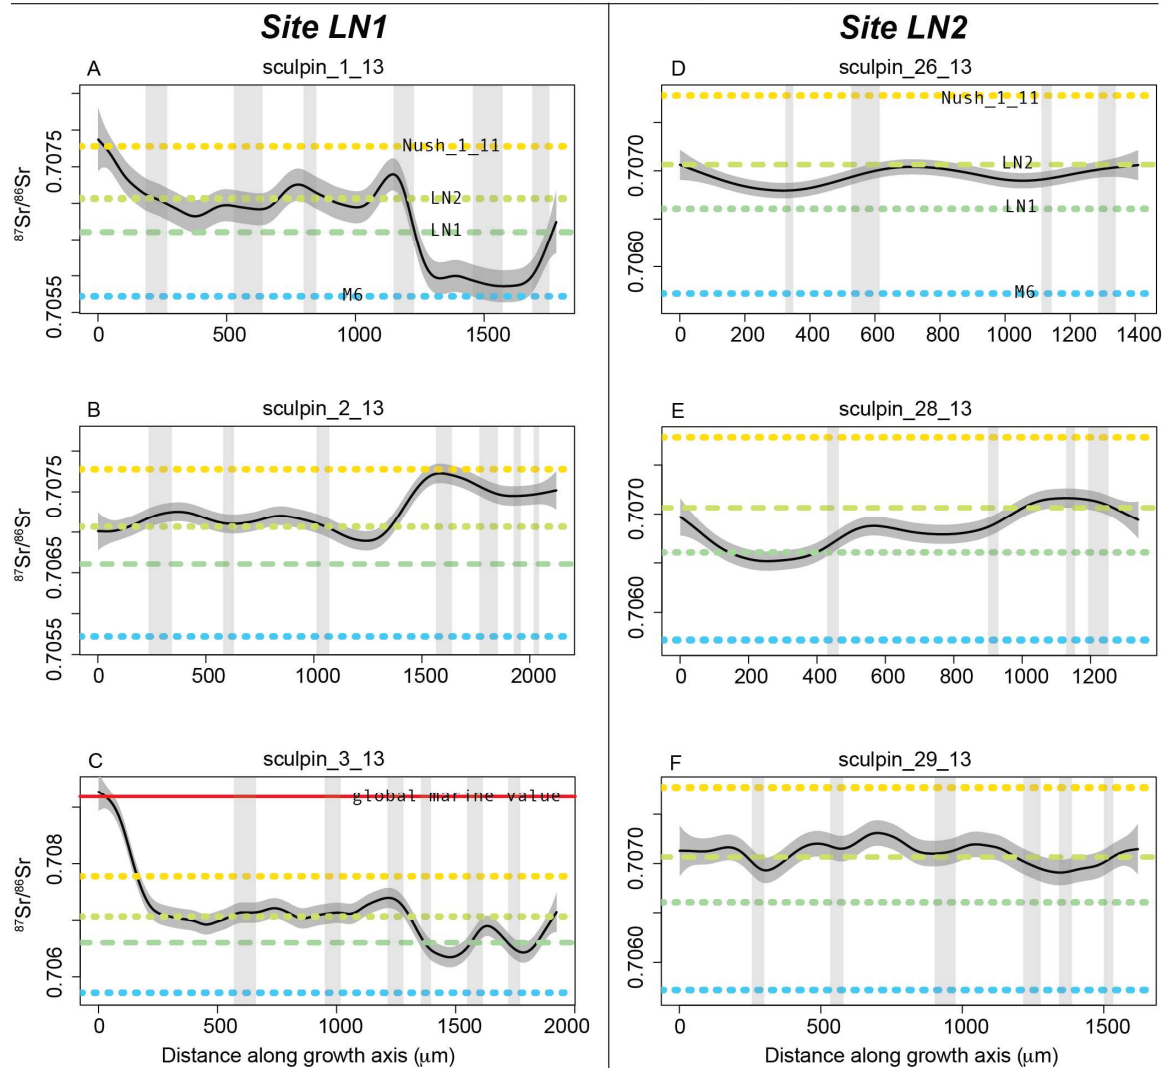 Site LN1
Site LN2
A
sculpin_1_13
⁸⁷Sr/⁸⁶Sr
0.7075
0.7055
Nush_1_11
LN2
LN1
M6
0
500
1000
1500
D
sculpin_26_13
0.7070
0.7060
Nush_1_11
LN2
LN1
M6
0 200 400 600 800 1000 1200 1400
B
sculpin_2_13
⁸⁷Sr/⁸⁶Sr
0.7075
0.7065
0.7055
0 500 1000 1500 2000
E
sculpin_28_13
0.7070
0.7060
0 200 400 600 800 1000 1200
C
sculpin_3_13
⁸⁷Sr/⁸⁶Sr
0.708
0.706
global marine value
0 500 1000 1500 2000
Distance along growth axis (μm)
F
sculpin_29_13
0.7070
0.7060
0 500 1000 1500
Distance along growth axis (μm)